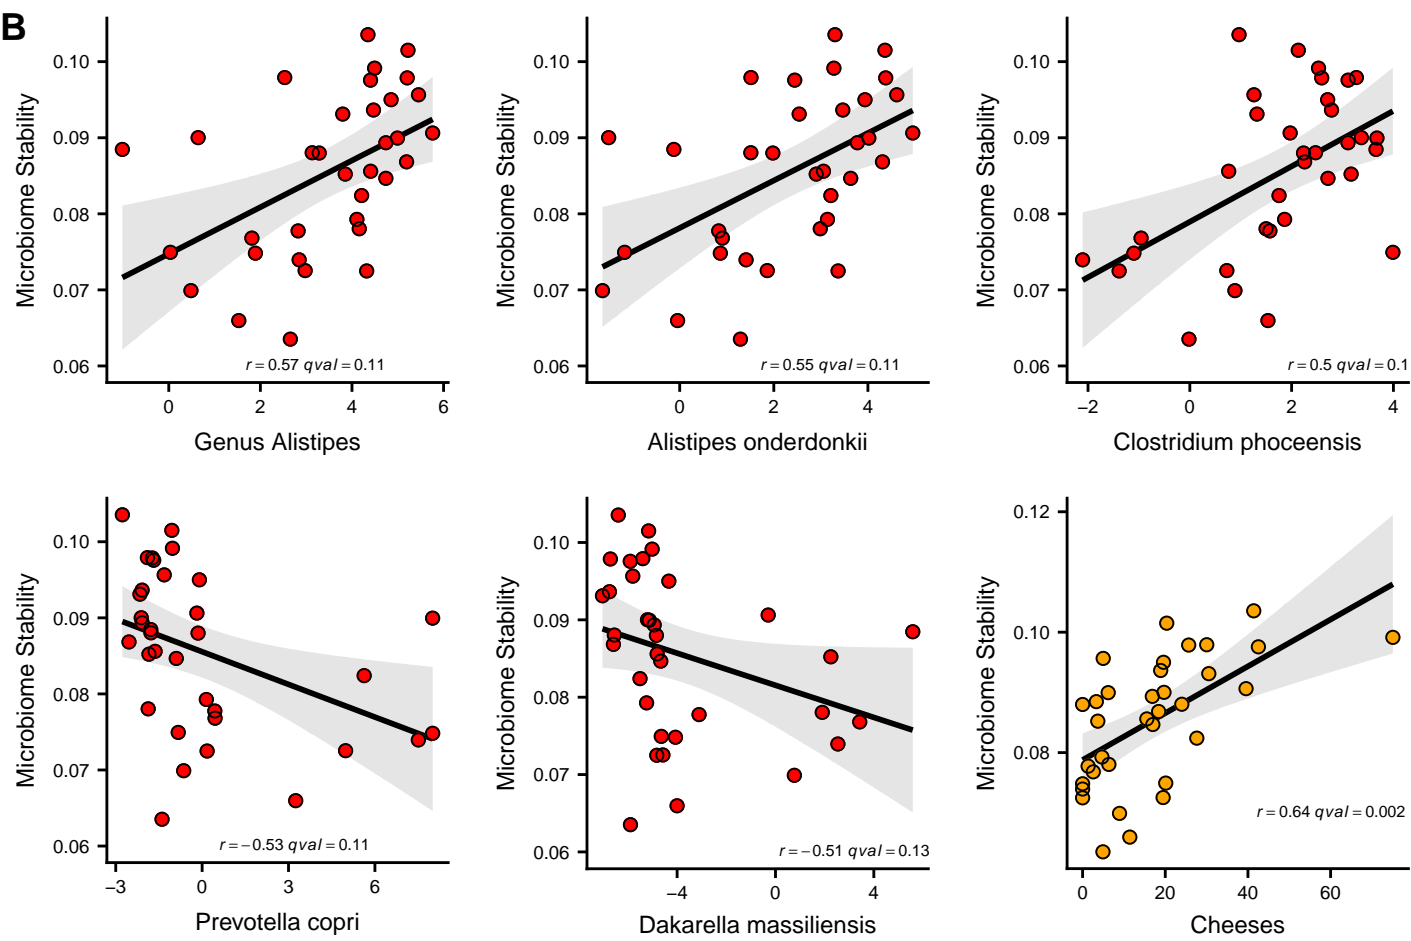 B
Microbiome Stability
0.10
0.09
0.08
0.07
0.06
r = 0.57 qval = 0.11
0 2 4 6
Genus Alistipes
Microbiome Stability
0.10
0.09
0.08
0.07
0.06
r = 0.55 qval = 0.11
0 2 4
Alistipes onderdonkii
Microbiome Stability
0.10
0.09
0.08
0.07
0.06
r = 0.5 qval = 0.1
−2 0 2 4
Clostridium phoceensis
Microbiome Stability
0.10
0.09
0.08
0.07
0.06
r = −0.53 qval = 0.11
−3 0 3 6
Prevotella copri
Microbiome Stability
0.10
0.09
0.08
0.07
0.06
r = −0.51 qval = 0.13
−4 0 4
Dakarella massiliensis
Microbiome Stability
0.12
0.10
0.08
r = 0.64 qval = 0.002
0 20 40 60
Cheeses